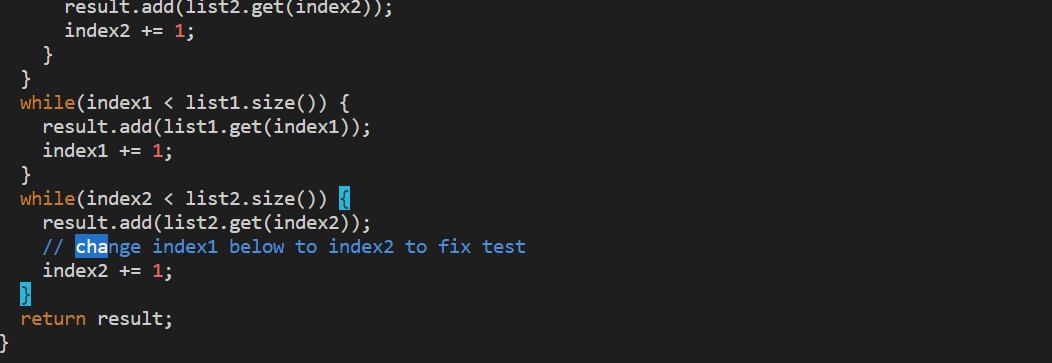 result.add(list2.get(index2));
index2 += 1;
}
}
while(index1 < list1.size()) {
result.add(list1.get(index1));
index1 += 1;
}
while(index2 < list2.size()) {
result.add(list2.get(index2));
// change index1 below to index2 to fix test
index2 += 1;
}
return result;
}